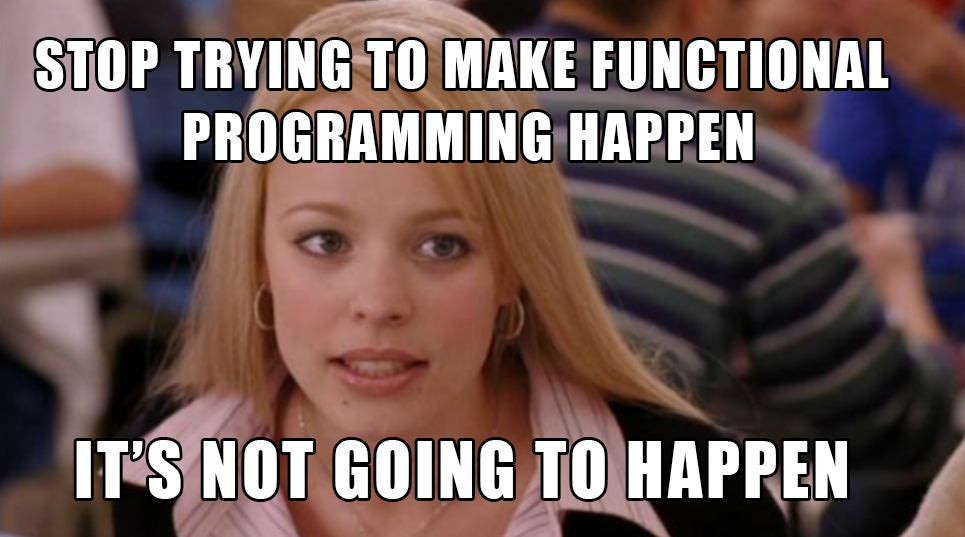 STOP TRYING TO MAKE FUNCTIONAL
PROGRAMMING HAPPEN
IT’S NOT GOING TO HAPPEN